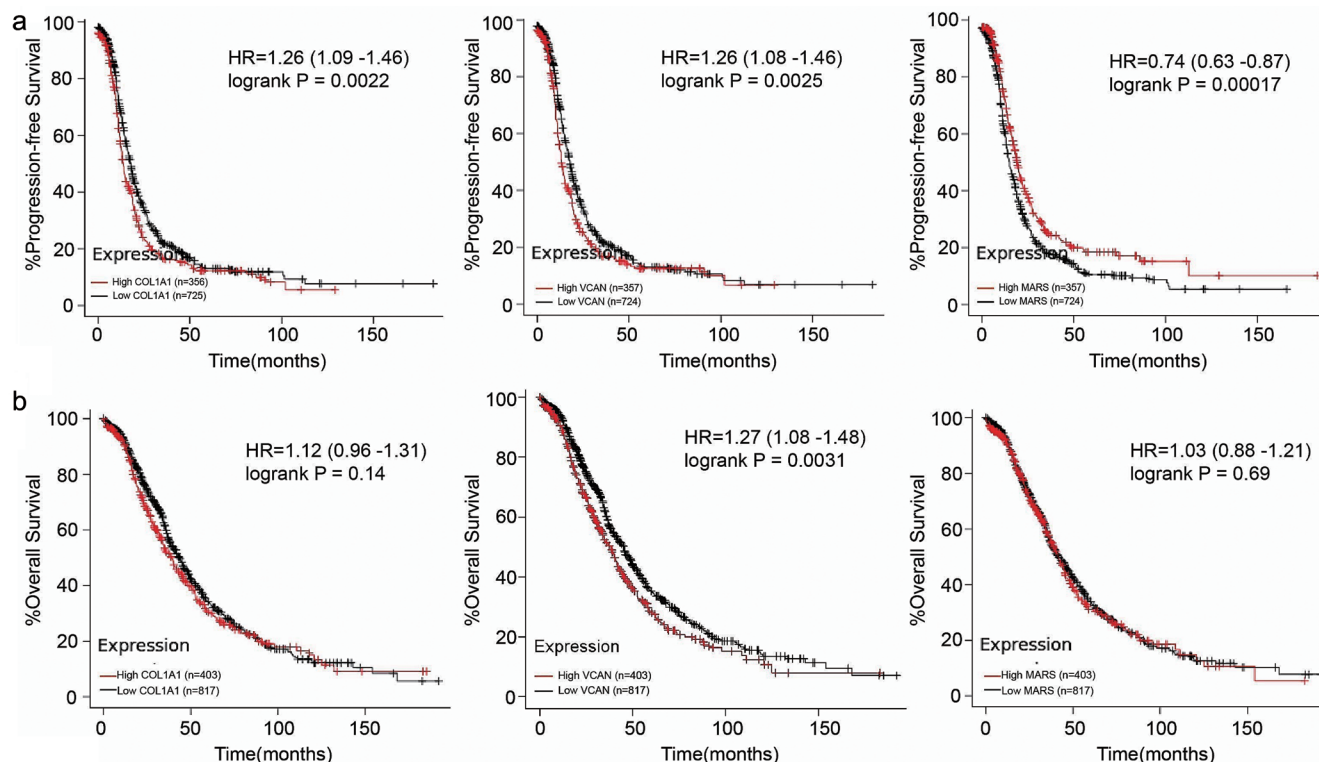 a
100
80
60
40
20
0
%Progression-free Survival
HR=1.26 (1.09 -1.46)
logrank P = 0.0022
Expression
High COL1A1 (n=356)
Low COL1A1 (n=725)
0
50
100
150
Time(months)
100
80
60
40
20
0
%Progression-free Survival
HR=1.26 (1.08 -1.46)
logrank P = 0.0025
Expression
High VCAN (n=357)
Low VCAN (n=724)
0
50
100
150
Time(months)
100
80
60
40
20
0
%Progression-free Survival
HR=0.74 (0.63 -0.87)
logrank P = 0.00017
Expression
High MARS (n=357)
Low MARS (n=724)
0
50
100
150
Time(months)
b
100
80
60
40
20
0
%Overall Survival
HR=1.12 (0.96 -1.31)
logrank P = 0.14
Expression
High COL1A1 (n=403)
Low COL1A1 (n=817)
0
50
100
150
Time(months)
100
80
60
40
20
0
%Overall Survival
HR=1.27 (1.08 -1.48)
logrank P = 0.0031
Expression
High VCAN (n=403)
Low VCAN (n=817)
0
50
100
150
Time(months)
100
80
60
40
20
0
%Overall Survival
HR=1.03 (0.88 -1.21)
logrank P = 0.69
Expression
High MARS (n=403)
Low MARS (n=817)
0
50
100
150
Time(months)